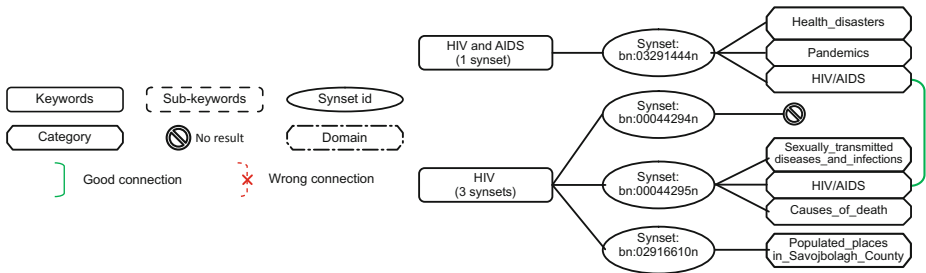 Keywords
Sub-keywords
Synset id
Category
No result
Domain
Good connection
Wrong connection
HIV and AIDS
(1 synset)
Synset:
bn:03291444n
Health_disasters
Pandemics
HIV/AIDS
HIV
(3 synsets)
Synset:
bn:00044294n
Synset:
bn:00044295n
Sexually_transmitted
diseases_and_infections
HIV/AIDS
Causes_of_death
Synset:
bn:02916610n
Populated_places
in_Savojbolagh_County